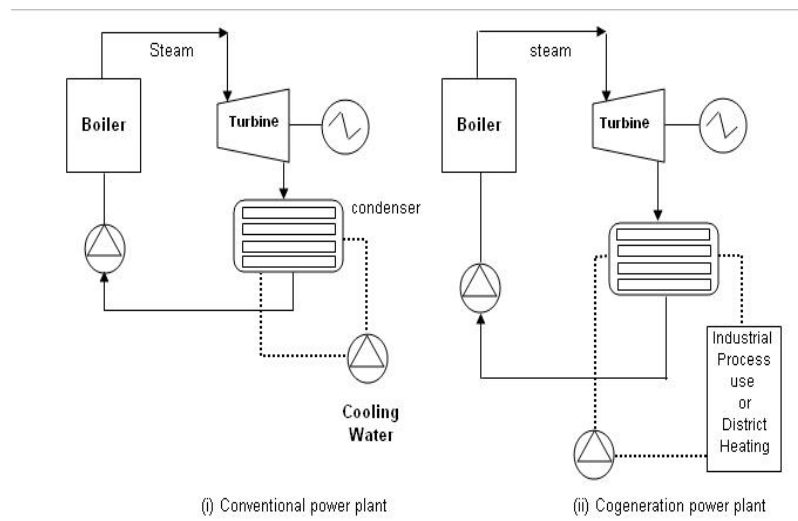 Steam
Boiler
Turbine
condenser
Cooling
Water
(i) Conventional power plant
steam
Boiler
Turbine
Industrial
Process
use
or
District
Heating
(ii) Cogeneration power plant